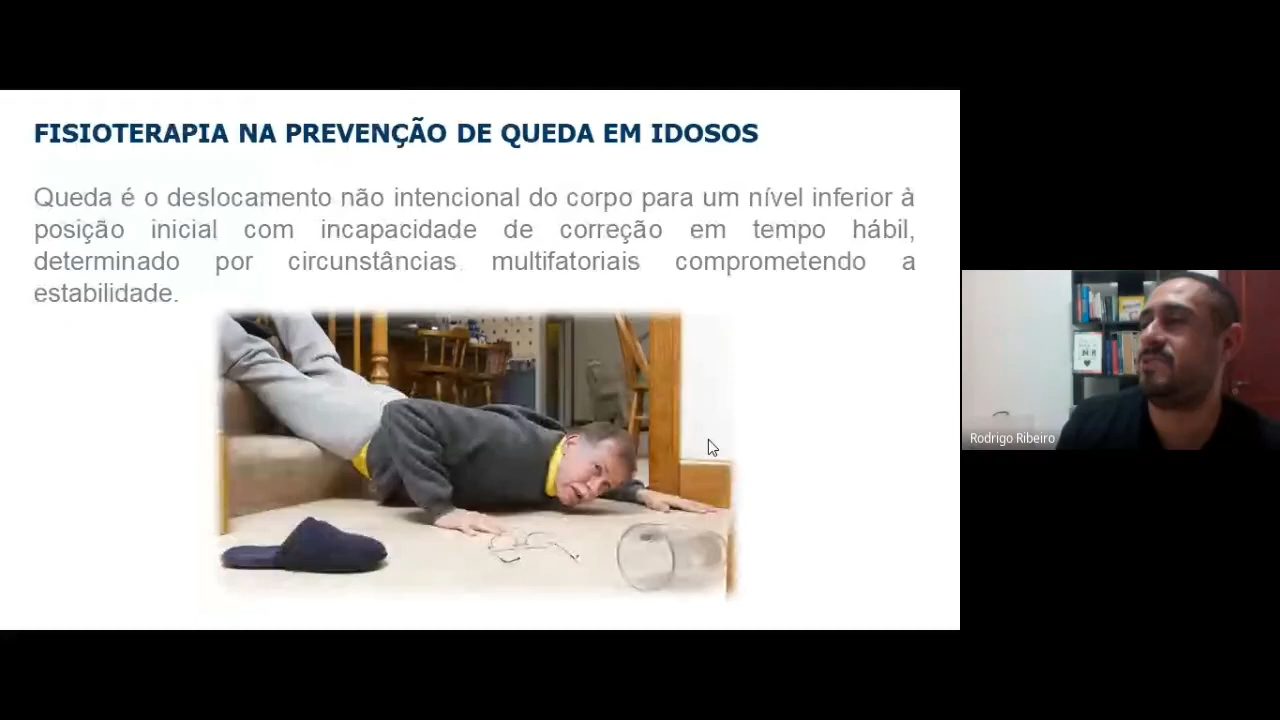 FISIOTERAPIA NA PREVENÇÃO DE QUEDA EM IDOSOS
Queda é o deslocamento não intencional do corpo para um nível inferior à
posição inicial com incapacidade de correção em tempo hábil,
determinado por circunstâncias multifatoriais comprometendo a
estabilidade.
Rodrigo Ribeiro